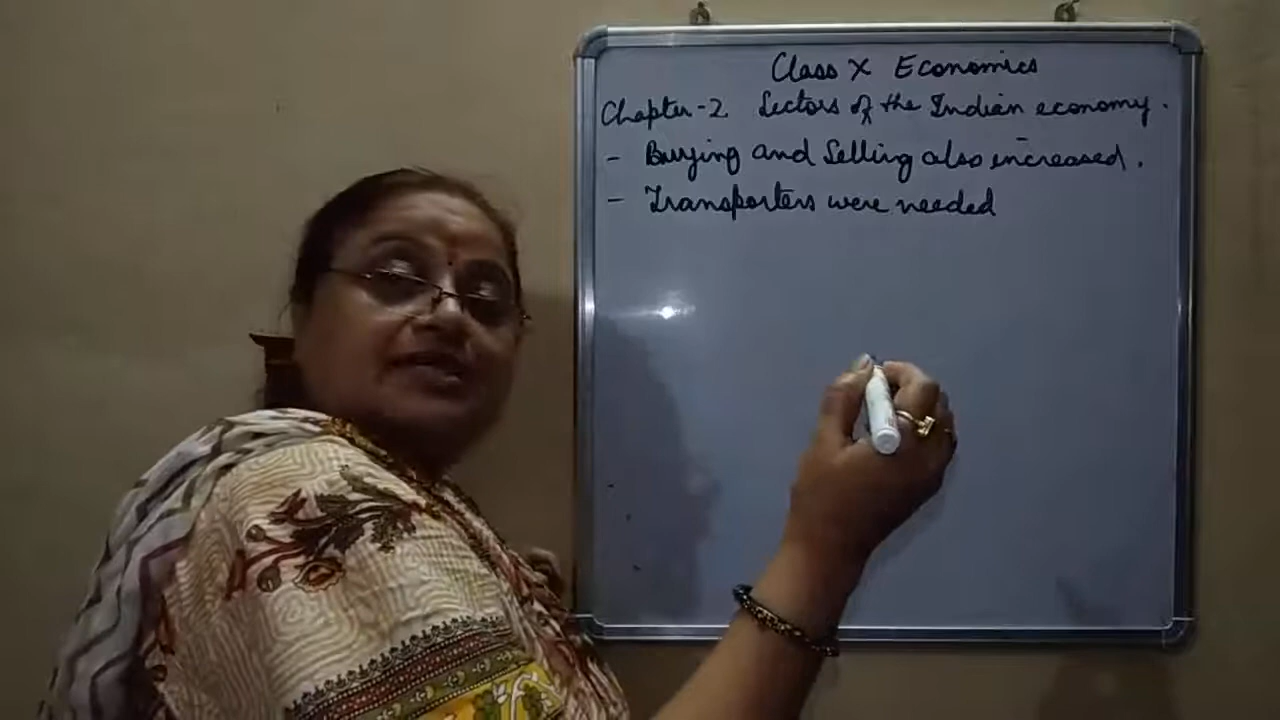 Class X Economics
Chapter-2 Sectors of the Indian economy.
- Buying and Selling also increased.
- Transporters were needed